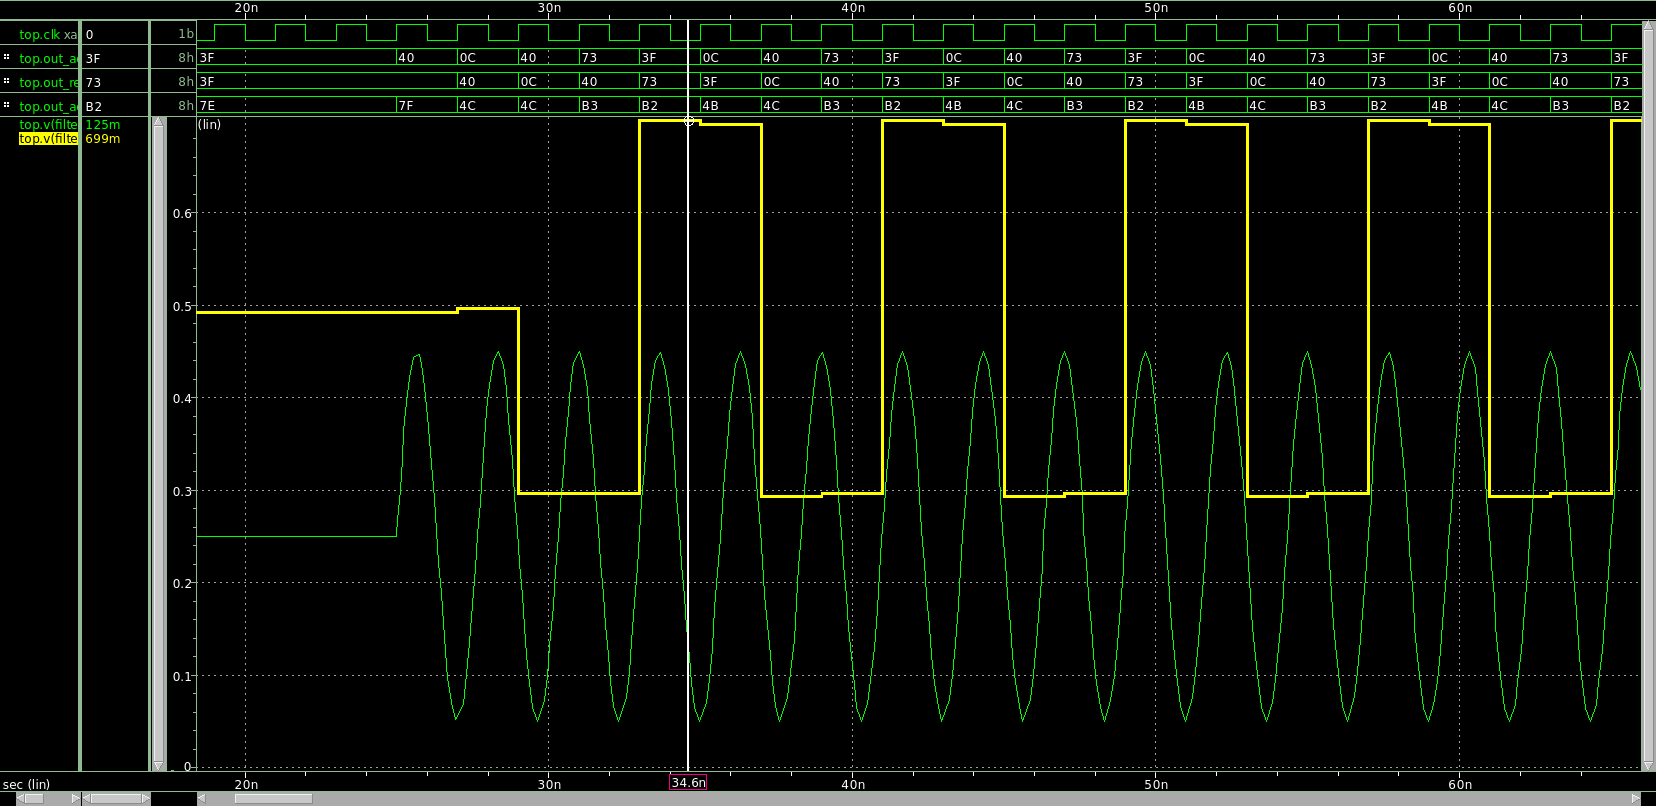 20n 30n 40n 50n 60n
top.clk xa 0 1b
top.out_a 3F 8h 3F 40 0C 40 73 3F 0C 40 73 3F 0C 40 73 3F 0C 40 73 3F 0C 40 73 3F
top.out_re 73 8h 3F 40 0C 40 73 3F 0C 40 73 3F 0C 40 73 3F 0C 40 73 3F 0C 40 73
top.out_a B2 8h 7E 7F 4C 4C B3 B2 4B 4C B3 B2 4B 4C B3 B2 4B 4C B3 B2 4B 4C B3 B2
top.v(filte 125m (lin)
top.v(filte 699m
0.6
0.5
0.4
0.3
0.2
0.1
0
sec (lin) 20n 30n 34.6n 40n 50n 60n